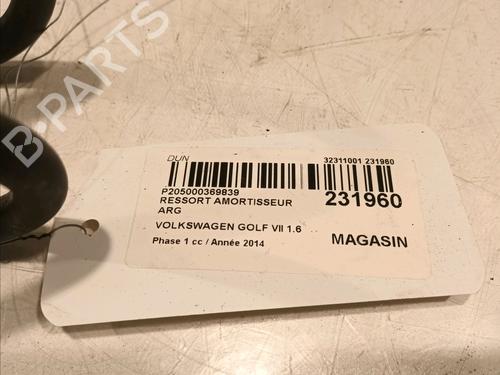 B-PARTS
DUN
32311001 231960
P205000369839
231960
RESSORT AMORTISSEUR
ARG
VOLKSWAGEN GOLF VII 1.6
Phase 1 cc / Année 2014
MAGASIN